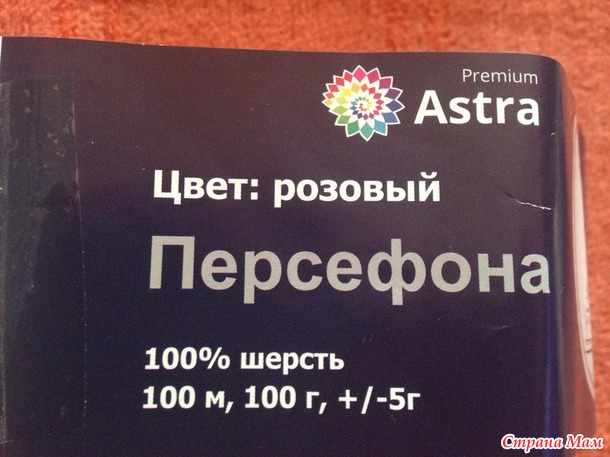 Premium
Astra
Цвет: розовый
Персефона
100% шерсть
100 м, 100 г, +/-5г
Страна Мам